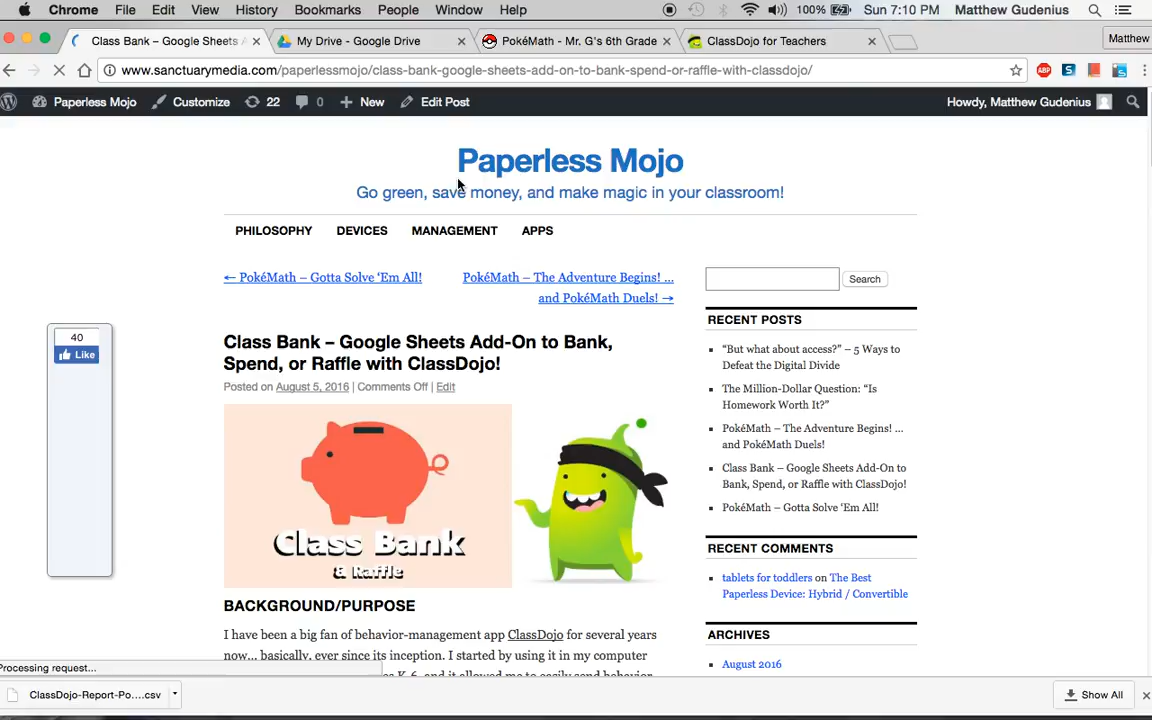 Chrome File Edit View History Bookmarks People Window Help 100% Sun 7:10 PM Matthew Gudenius
Class Bank – Google Sheets A My Drive - Google Drive PokéMath - Mr. G's 6th Grade ClassDojo for Teachers Matthew
www.sanctuarymedia.com/paperlessmojo/class-bank-google-sheets-add-on-to-bank-spend-or-raffle-with-classdojo/
Paperless Mojo Customize 22 0 New Edit Post Howdy, Matthew Gudenius
Paperless Mojo
Go green, save money, and make magic in your classroom!
PHILOSOPHY DEVICES MANAGEMENT APPS
← PokéMath – Gotta Solve ‘Em All!
PokéMath – The Adventure Begins! …
and PokéMath Duels! →
Search
40
Like
Class Bank – Google Sheets Add-On to Bank,
Spend, or Raffle with ClassDojo!
Posted on August 5, 2016 | Comments Off | Edit
Class Bank
& Raffle
BACKGROUND/PURPOSE
I have been a big fan of behavior-management app ClassDojo for several years
now… basically, ever since its inception. I started by using it in my computer
K-6, and it allowed me to easily send behavior
RECENT POSTS
“But what about access?” – 5 Ways to
Defeat the Digital Divide
The Million-Dollar Question: “Is
Homework Worth It?”
PokéMath – The Adventure Begins! …
and PokéMath Duels!
Class Bank – Google Sheets Add-On to
Bank, Spend, or Raffle with ClassDojo!
PokéMath – Gotta Solve ‘Em All!
RECENT COMMENTS
tablets for toddlers on The Best
Paperless Device: Hybrid / Convertible
ARCHIVES
August 2016
Processing request...
ClassDojo-Report-Po....csv
Show All